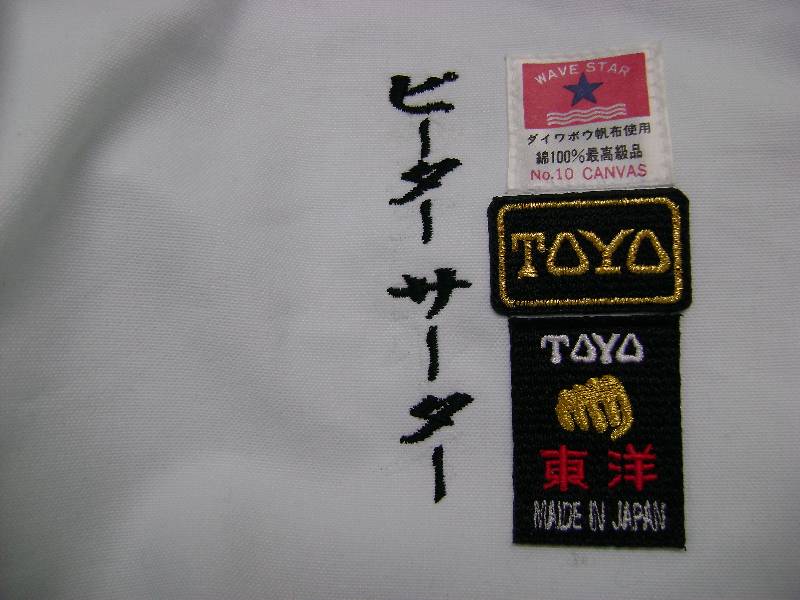 ピーター サーター
WAVE STAR
ダイワボウ帆布使用
綿100%最高級品
No.10 CANVAS
TOYO
TOYO
東洋
MADE IN JAPAN